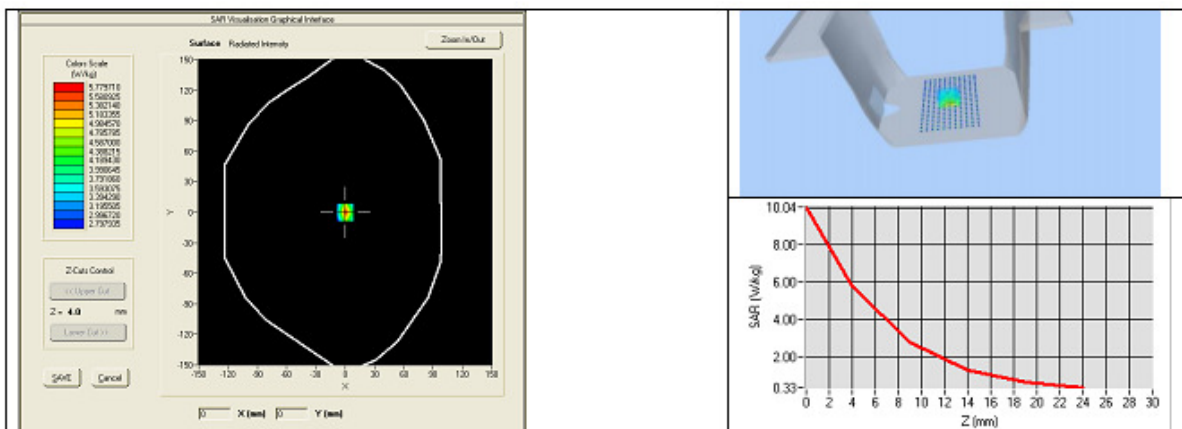 SAR Visualisation Graphical Interface
Surface Radiated Intensity
Zoom In/Out
Colors Scale
(W/kg)
5.779710
5.580925
5.382140
5.183355
4.984570
4.785785
4.587000
4.388215
4.189430
3.990645
3.791860
3.593075
3.394290
3.195505
2.996720
2.797935
Z-Cuts Control
<< Upper Cut
Z = 4.0 mm
Lower Cut >>
SAVE Cancel
150
120
90
60
30
0
-30
-60
-90
-120
-150
Y
-150 -120 -90 -60 -30 0 30 60 90 120 150
X
0 X (mm) 0 Y (mm)
10.04
8.00
6.00
4.00
2.00
0.33
SAR (W/kg)
0 2 4 6 8 10 12 14 16 18 20 22 24 26 28 30
Z (mm)